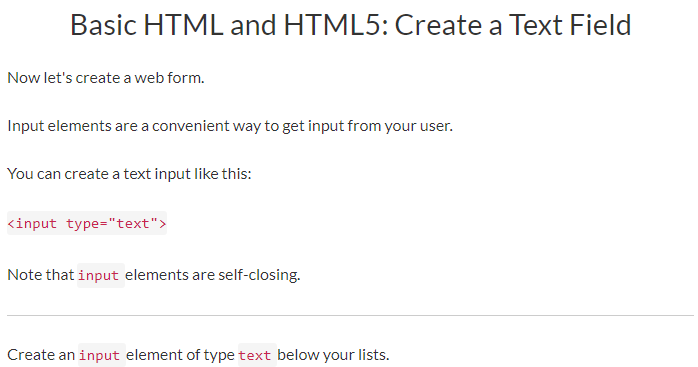 Basic HTML and HTML5: Create a Text Field
Now let's create a web form.
Input elements are a convenient way to get input from your user.
You can create a text input like this:
<input type="text">
Note that input elements are self-closing.
Create an input element of type text below your lists.